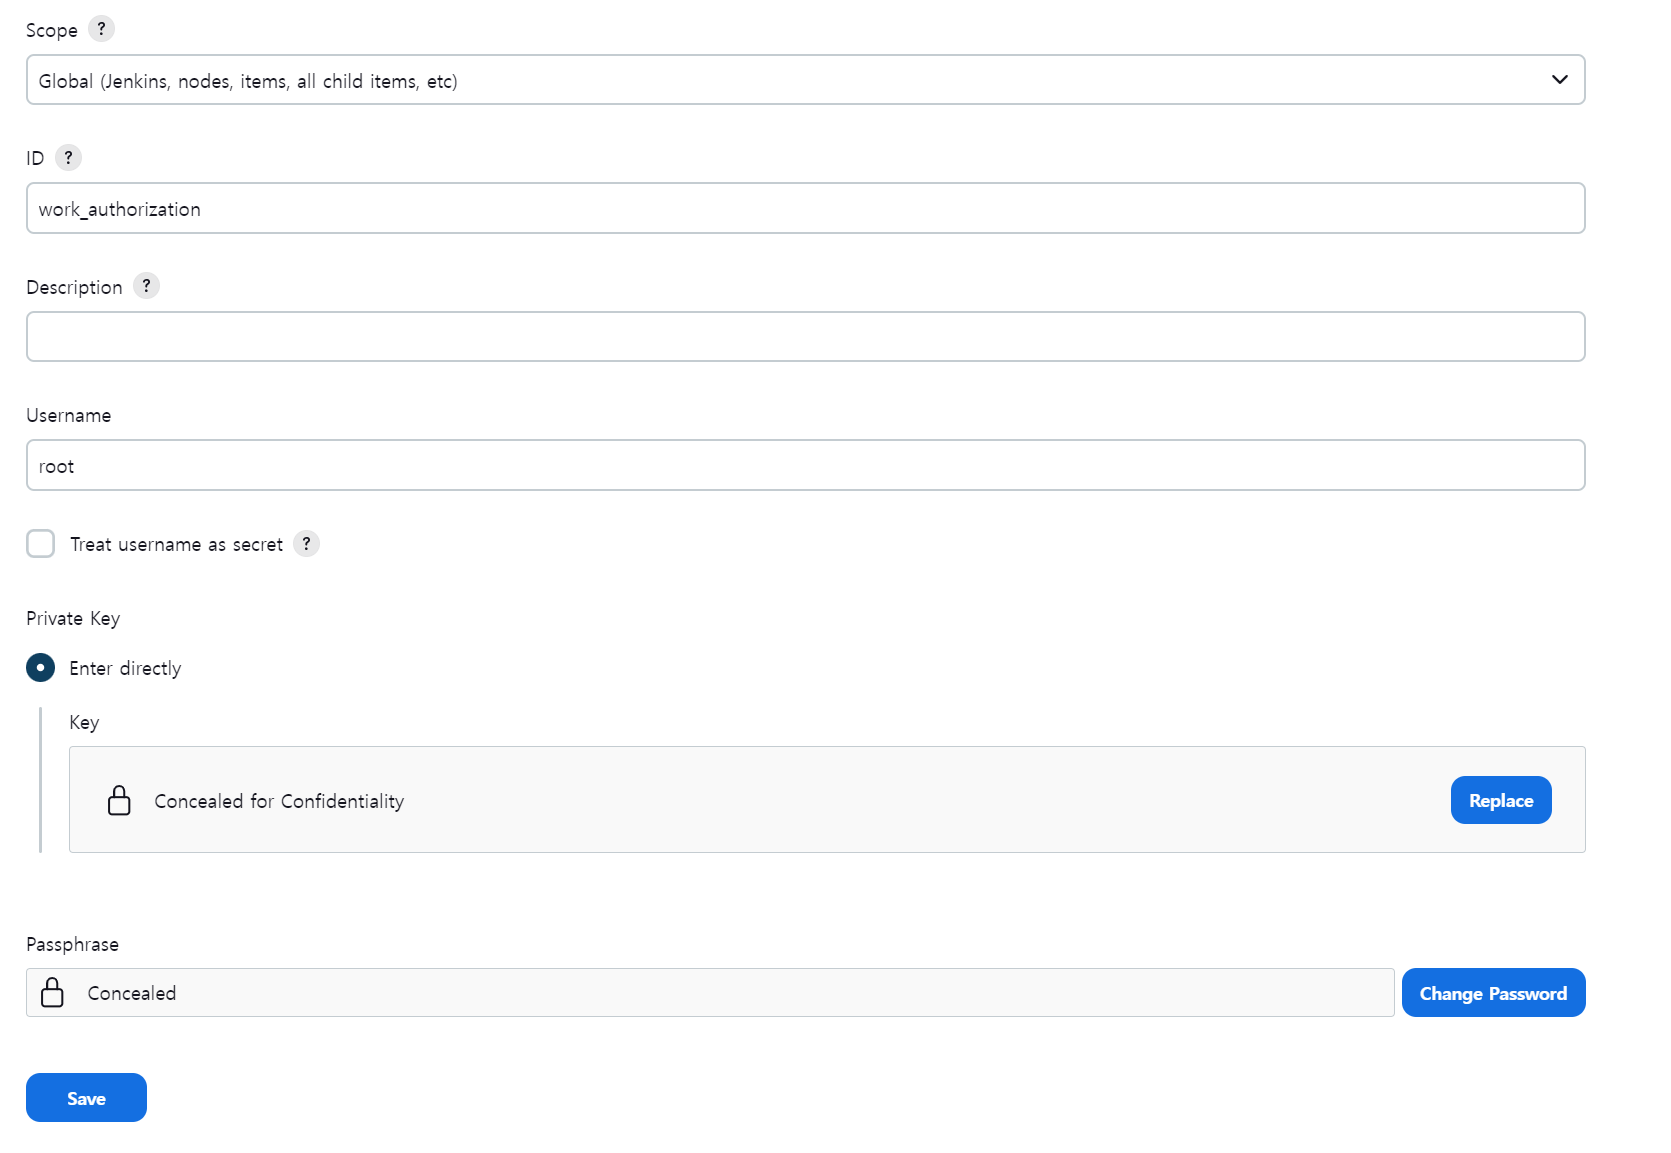 Scope ?
Global (Jenkins, nodes, items, all child items, etc)
ID ?
work_authorization
Description ?
Username
root
Treat username as secret ?
Private Key
Enter directly
Key
Concealed for Confidentiality
Replace
Passphrase
Concealed
Change Password
Save